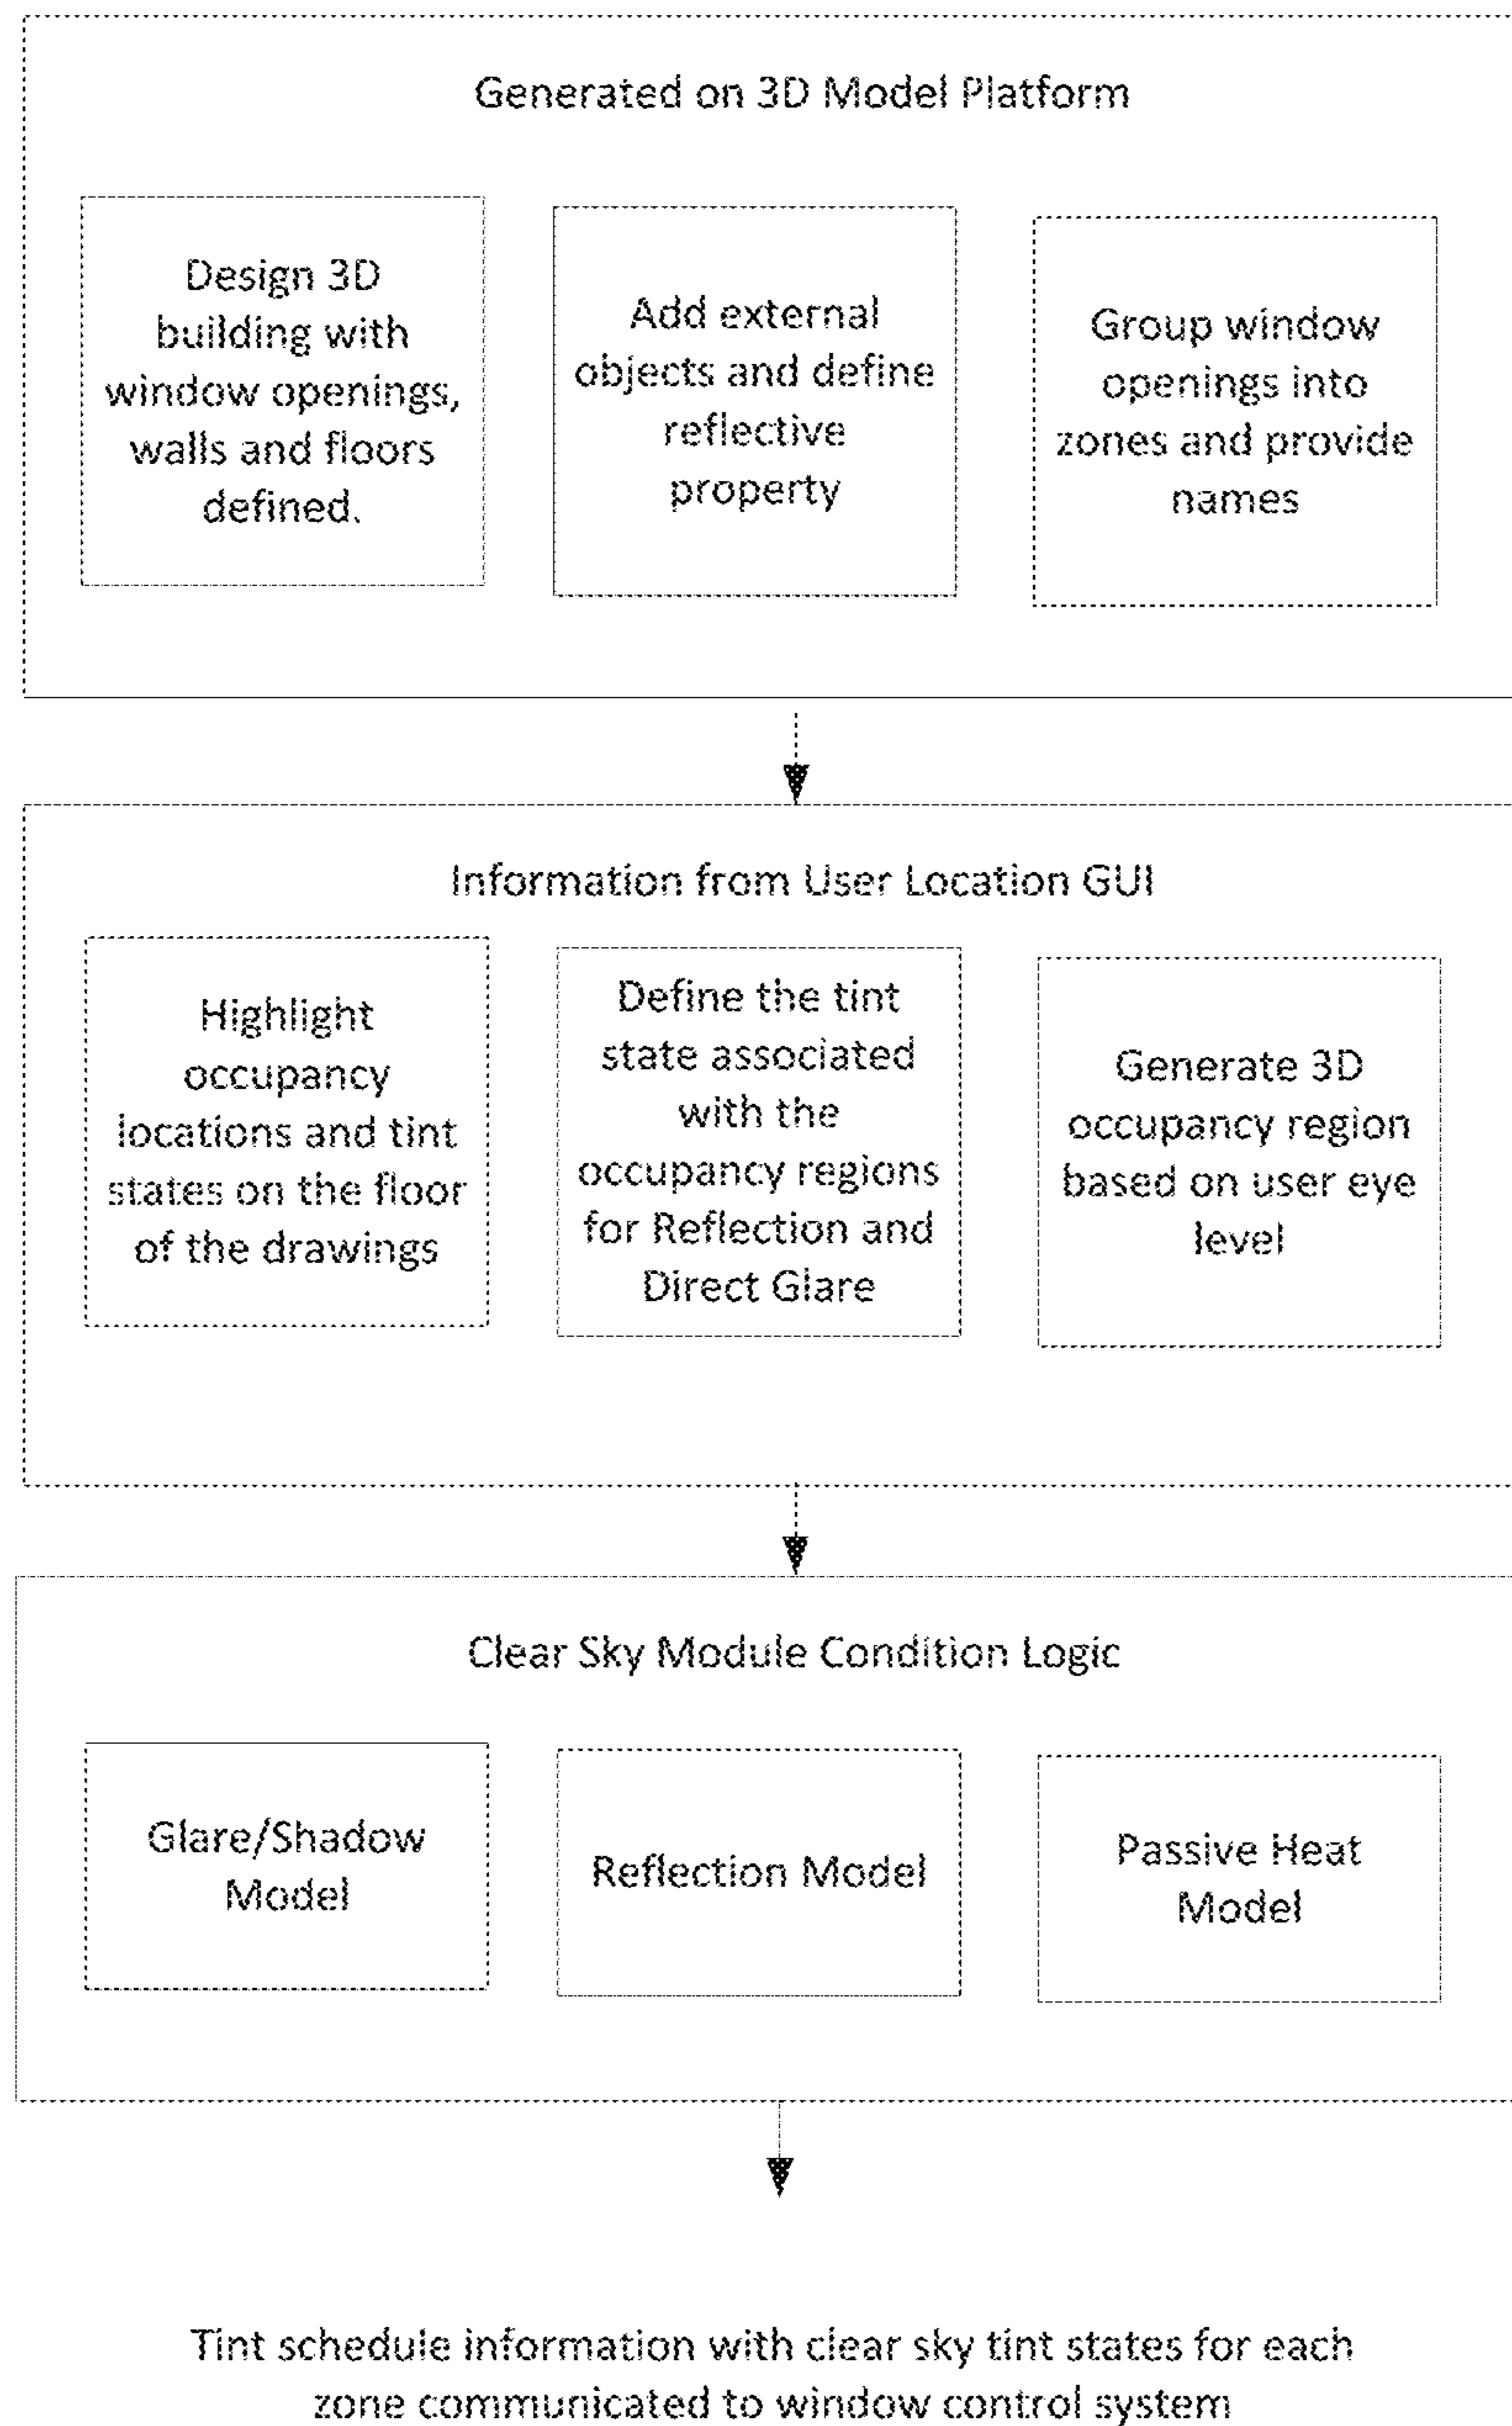 Generated on 3D Model Platform
Design 3D
building with
window openings,
walls and floors
defined.
Add external
objects and define
reflective
property
Group window
openings into
zones and provide
names
Information from User Location GUI
Highlight
occupancy
locations and tint
states on the floor
of the drawings
Define the tint
state associated
with the
occupancy regions
for Reflection and
Direct Glare
Generate 3D
occupancy region
based on user eye
level
Clear Sky Module Condition Logic
Glare/Shadow
Model
Reflection Model
Passive Heat
Model
Tint schedule information with clear sky tint states for each
zone communicated to window control system